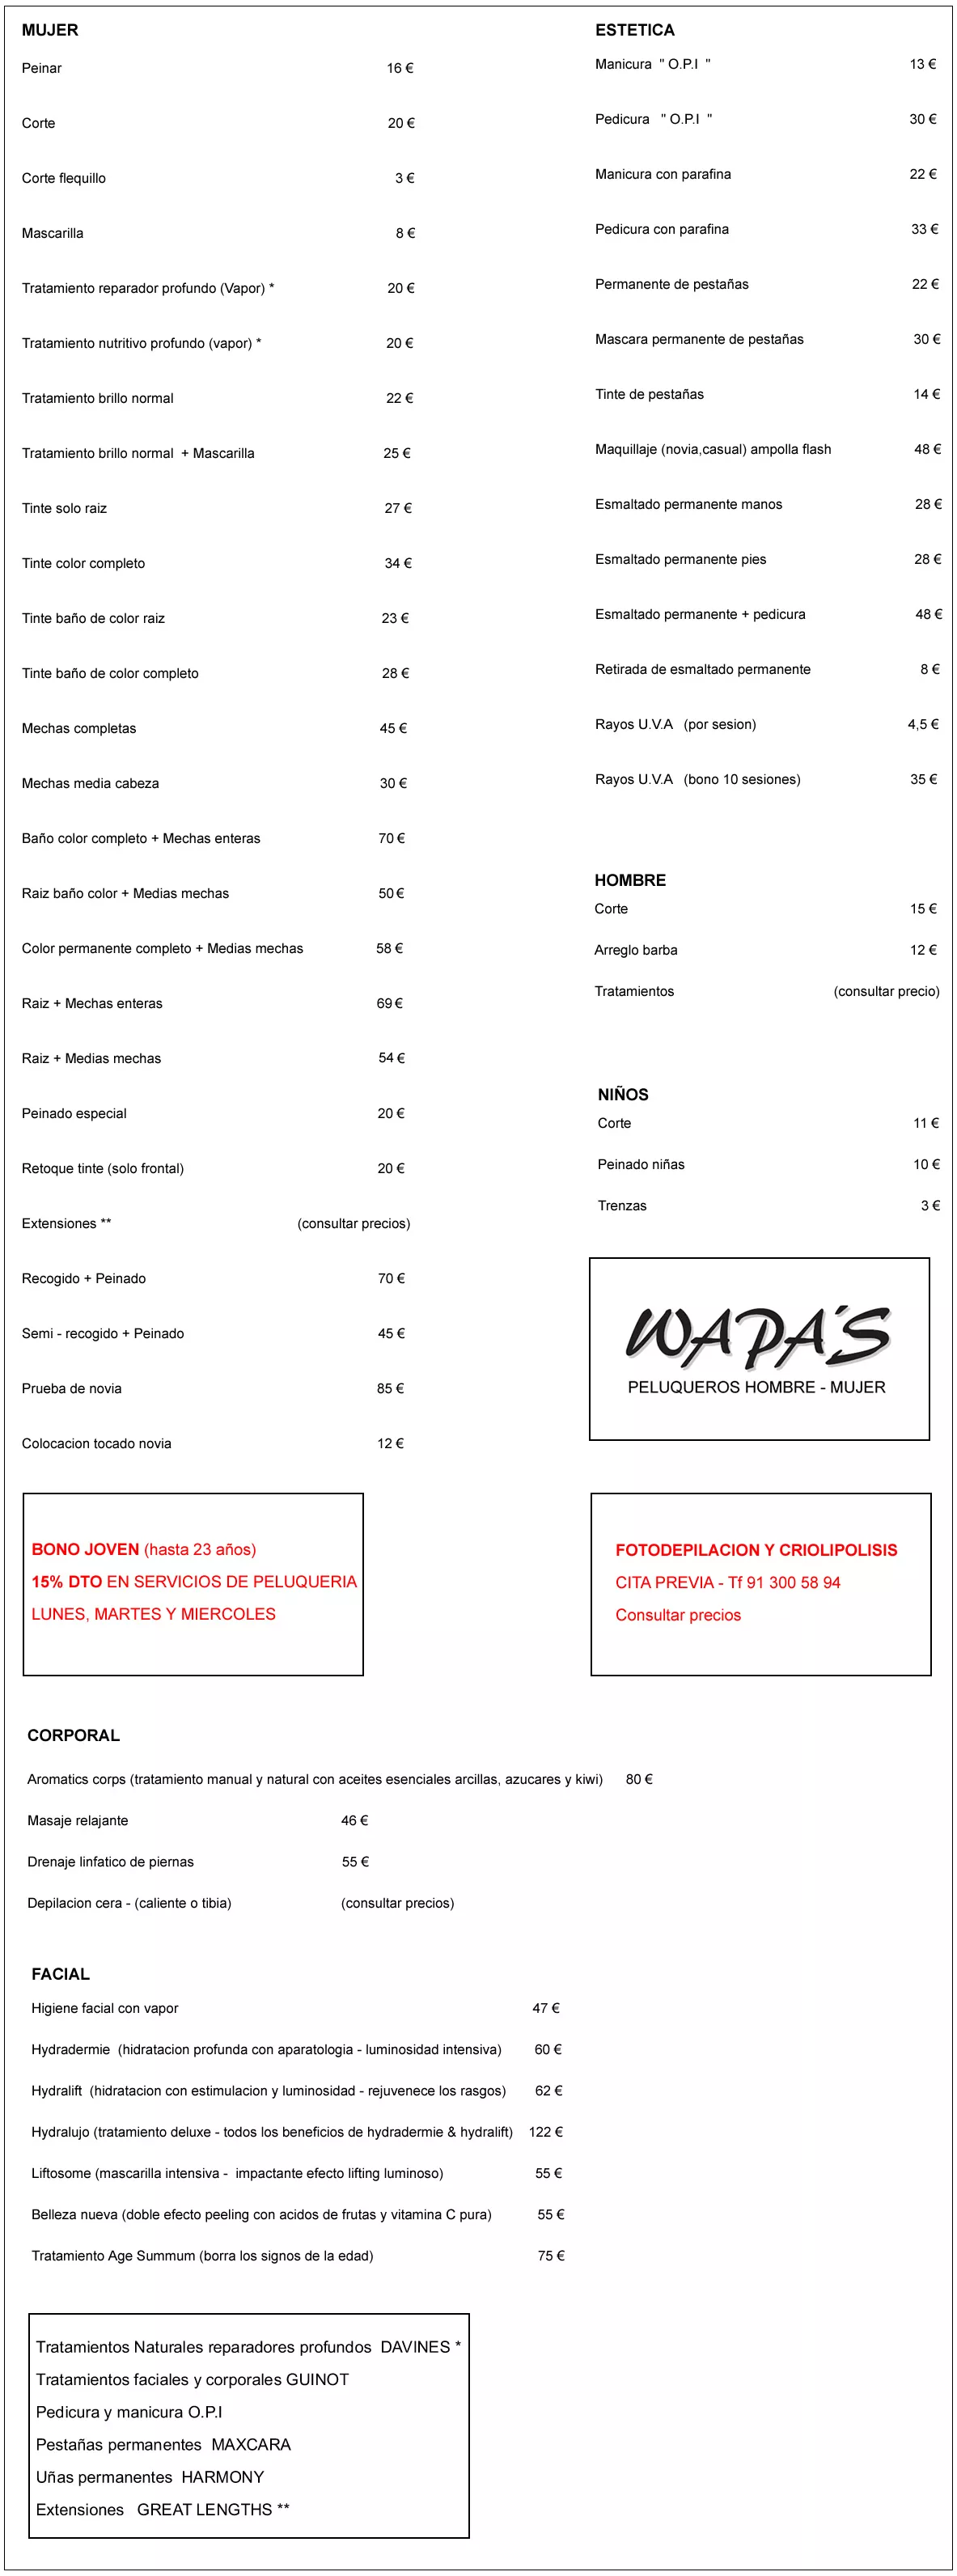 MUJER
Peinar 16 €
Corte 20 €
Corte flequillo 3 €
Mascarilla 8 €
Tratamiento reparador profundo (Vapor) * 20 €
Tratamiento nutritivo profundo (vapor) * 20 €
Tratamiento brillo normal 22 €
Tratamiento brillo normal + Mascarilla 25 €
Tinte solo raiz 27 €
Tinte color completo 34 €
Tinte baño de color raiz 23 €
Tinte baño de color completo 28 €
Mechas completas 45 €
Mechas media cabeza 30 €
Baño color completo + Mechas enteras 70 €
Raiz baño color + Medias mechas 50 €
Color permanente completo + Medias mechas 58 €
Raiz + Mechas enteras 69 €
Raiz + Medias mechas 54 €
Peinado especial 20 €
Retoque tinte (solo frontal) 20 €
Extensiones ** (consultar precios)
Recogido + Peinado 70 €
Semi - recogido + Peinado 45 €
Prueba de novia 85 €
Colocacion tocado novia 12 €
ESTETICA
Manicura " O.P.I " 13 €
Pedicura " O.P.I " 30 €
Manicura con parafina 22 €
Pedicura con parafina 33 €
Permanente de pestañas 22 €
Mascara permanente de pestañas 30 €
Tinte de pestañas 14 €
Maquillaje (novia,casual) ampolla flash 48 €
Esmaltado permanente manos 28 €
Esmaltado permanente pies 28 €
Esmaltado permanente + pedicura 48 €
Retirada de esmaltado permanente 8 €
Rayos U.V.A (por sesion) 4,5 €
Rayos U.V.A (bono 10 sesiones) 35 €
HOMBRE
Corte 15 €
Arreglo barba 12 €
Tratamientos (consultar precio)
NIÑOS
Corte 11 €
Peinado niñas 10 €
Trenzas 3 €
WAPA´S
PELUQUEROS HOMBRE - MUJER
BONO JOVEN (hasta 23 años)
15% DTO EN SERVICIOS DE PELUQUERIA
LUNES, MARTES Y MIERCOLES
FOTODEPILACION Y CRIOLIPOLISIS
CITA PREVIA - Tf 91 300 58 94
Consultar precios
CORPORAL
Aromatics corps (tratamiento manual y natural con aceites esenciales arcillas, azucares y kiwi) 80 €
Masaje relajante 46 €
Drenaje linfatico de piernas 55 €
Depilacion cera - (caliente o tibia) (consultar precios)
FACIAL
Higiene facial con vapor 47 €
Hydradermie (hidratacion profunda con aparatologia - luminosidad intensiva) 60 €
Hydralift (hidratacion con estimulacion y luminosidad - rejuvenece los rasgos) 62 €
Hydralujo (tratamiento deluxe - todos los beneficios de hydradermie & hydralift) 122 €
Liftosome (mascarilla intensiva - impactante efecto lifting luminoso) 55 €
Belleza nueva (doble efecto peeling con acidos de frutas y vitamina C pura) 55 €
Tratamiento Age Summum (borra los signos de la edad) 75 €
Tratamientos Naturales reparadores profundos DAVINES *
Tratamientos faciales y corporales GUINOT
Pedicura y manicura O.P.I
Pestañas permanentes MAXCARA
Uñas permanentes HARMONY
Extensiones GREAT LENGTHS **